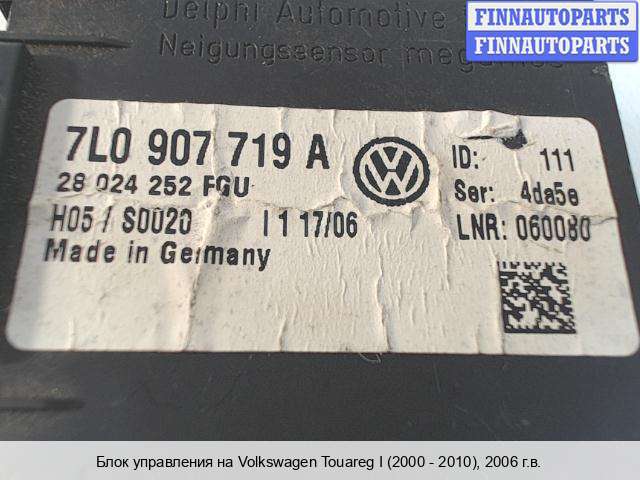 Delphi Automotive
Neigungssensor
FINNAUTOPARTS
FINNAUTOPARTS
7L0 907 719 A
28 024 252 FGU
H05 / S0020 I 1 17/06
Made in Germany
ID: 111
Ser: 4da5e
LNR: 060080
Блок управления на Volkswagen Touareg I (2000 - 2010), 2006 г.в.